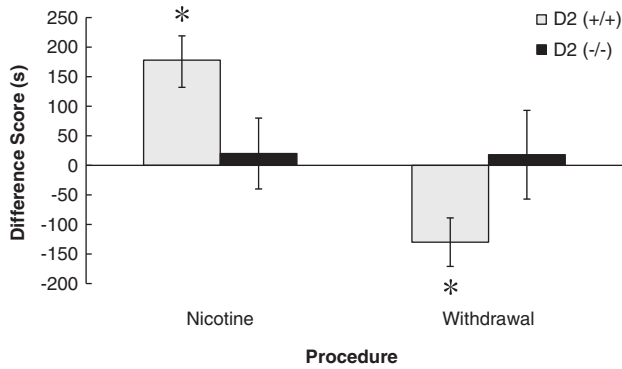 250
200
150
100
50
0
-50
-100
-150
-200
Difference Score (s)
*
*
D2 (+/+)
D2 (-/-)
Nicotine Withdrawal
Procedure